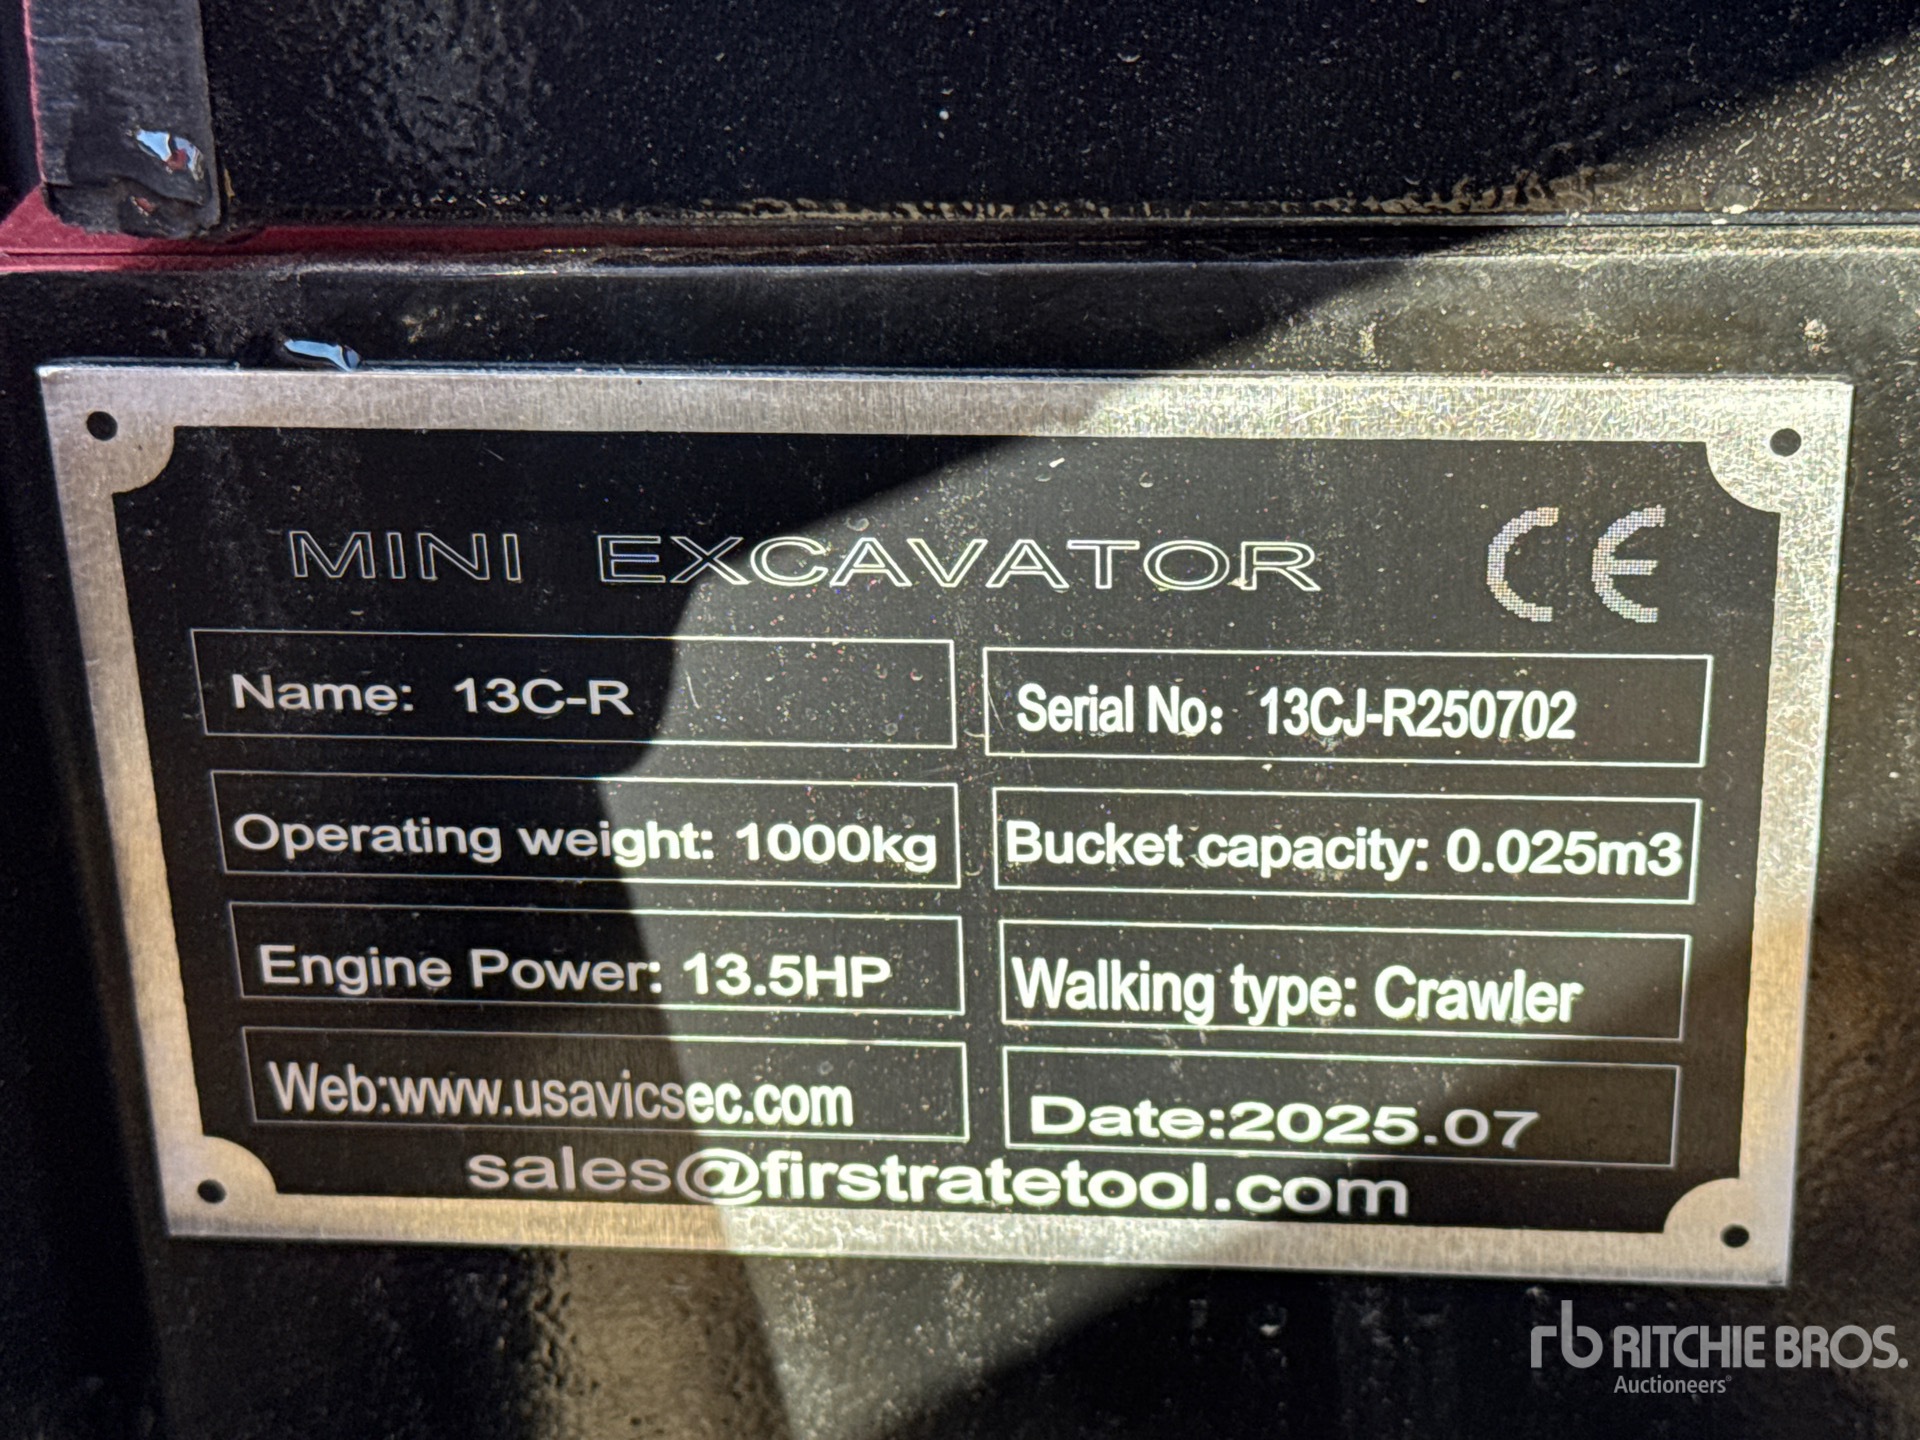 MINI EXCAVATOR CE
Name: 13C-R
Serial No: 13CJ-R250702
Operating weight: 1000kg
Bucket capacity: 0.025m3
Engine Power: 13.5HP
Walking type: Crawler
Web:www.usavicsec.com
Date:2025.07
sales@firstratetool.com
rb RITCHIE BROS.
Auctioneers